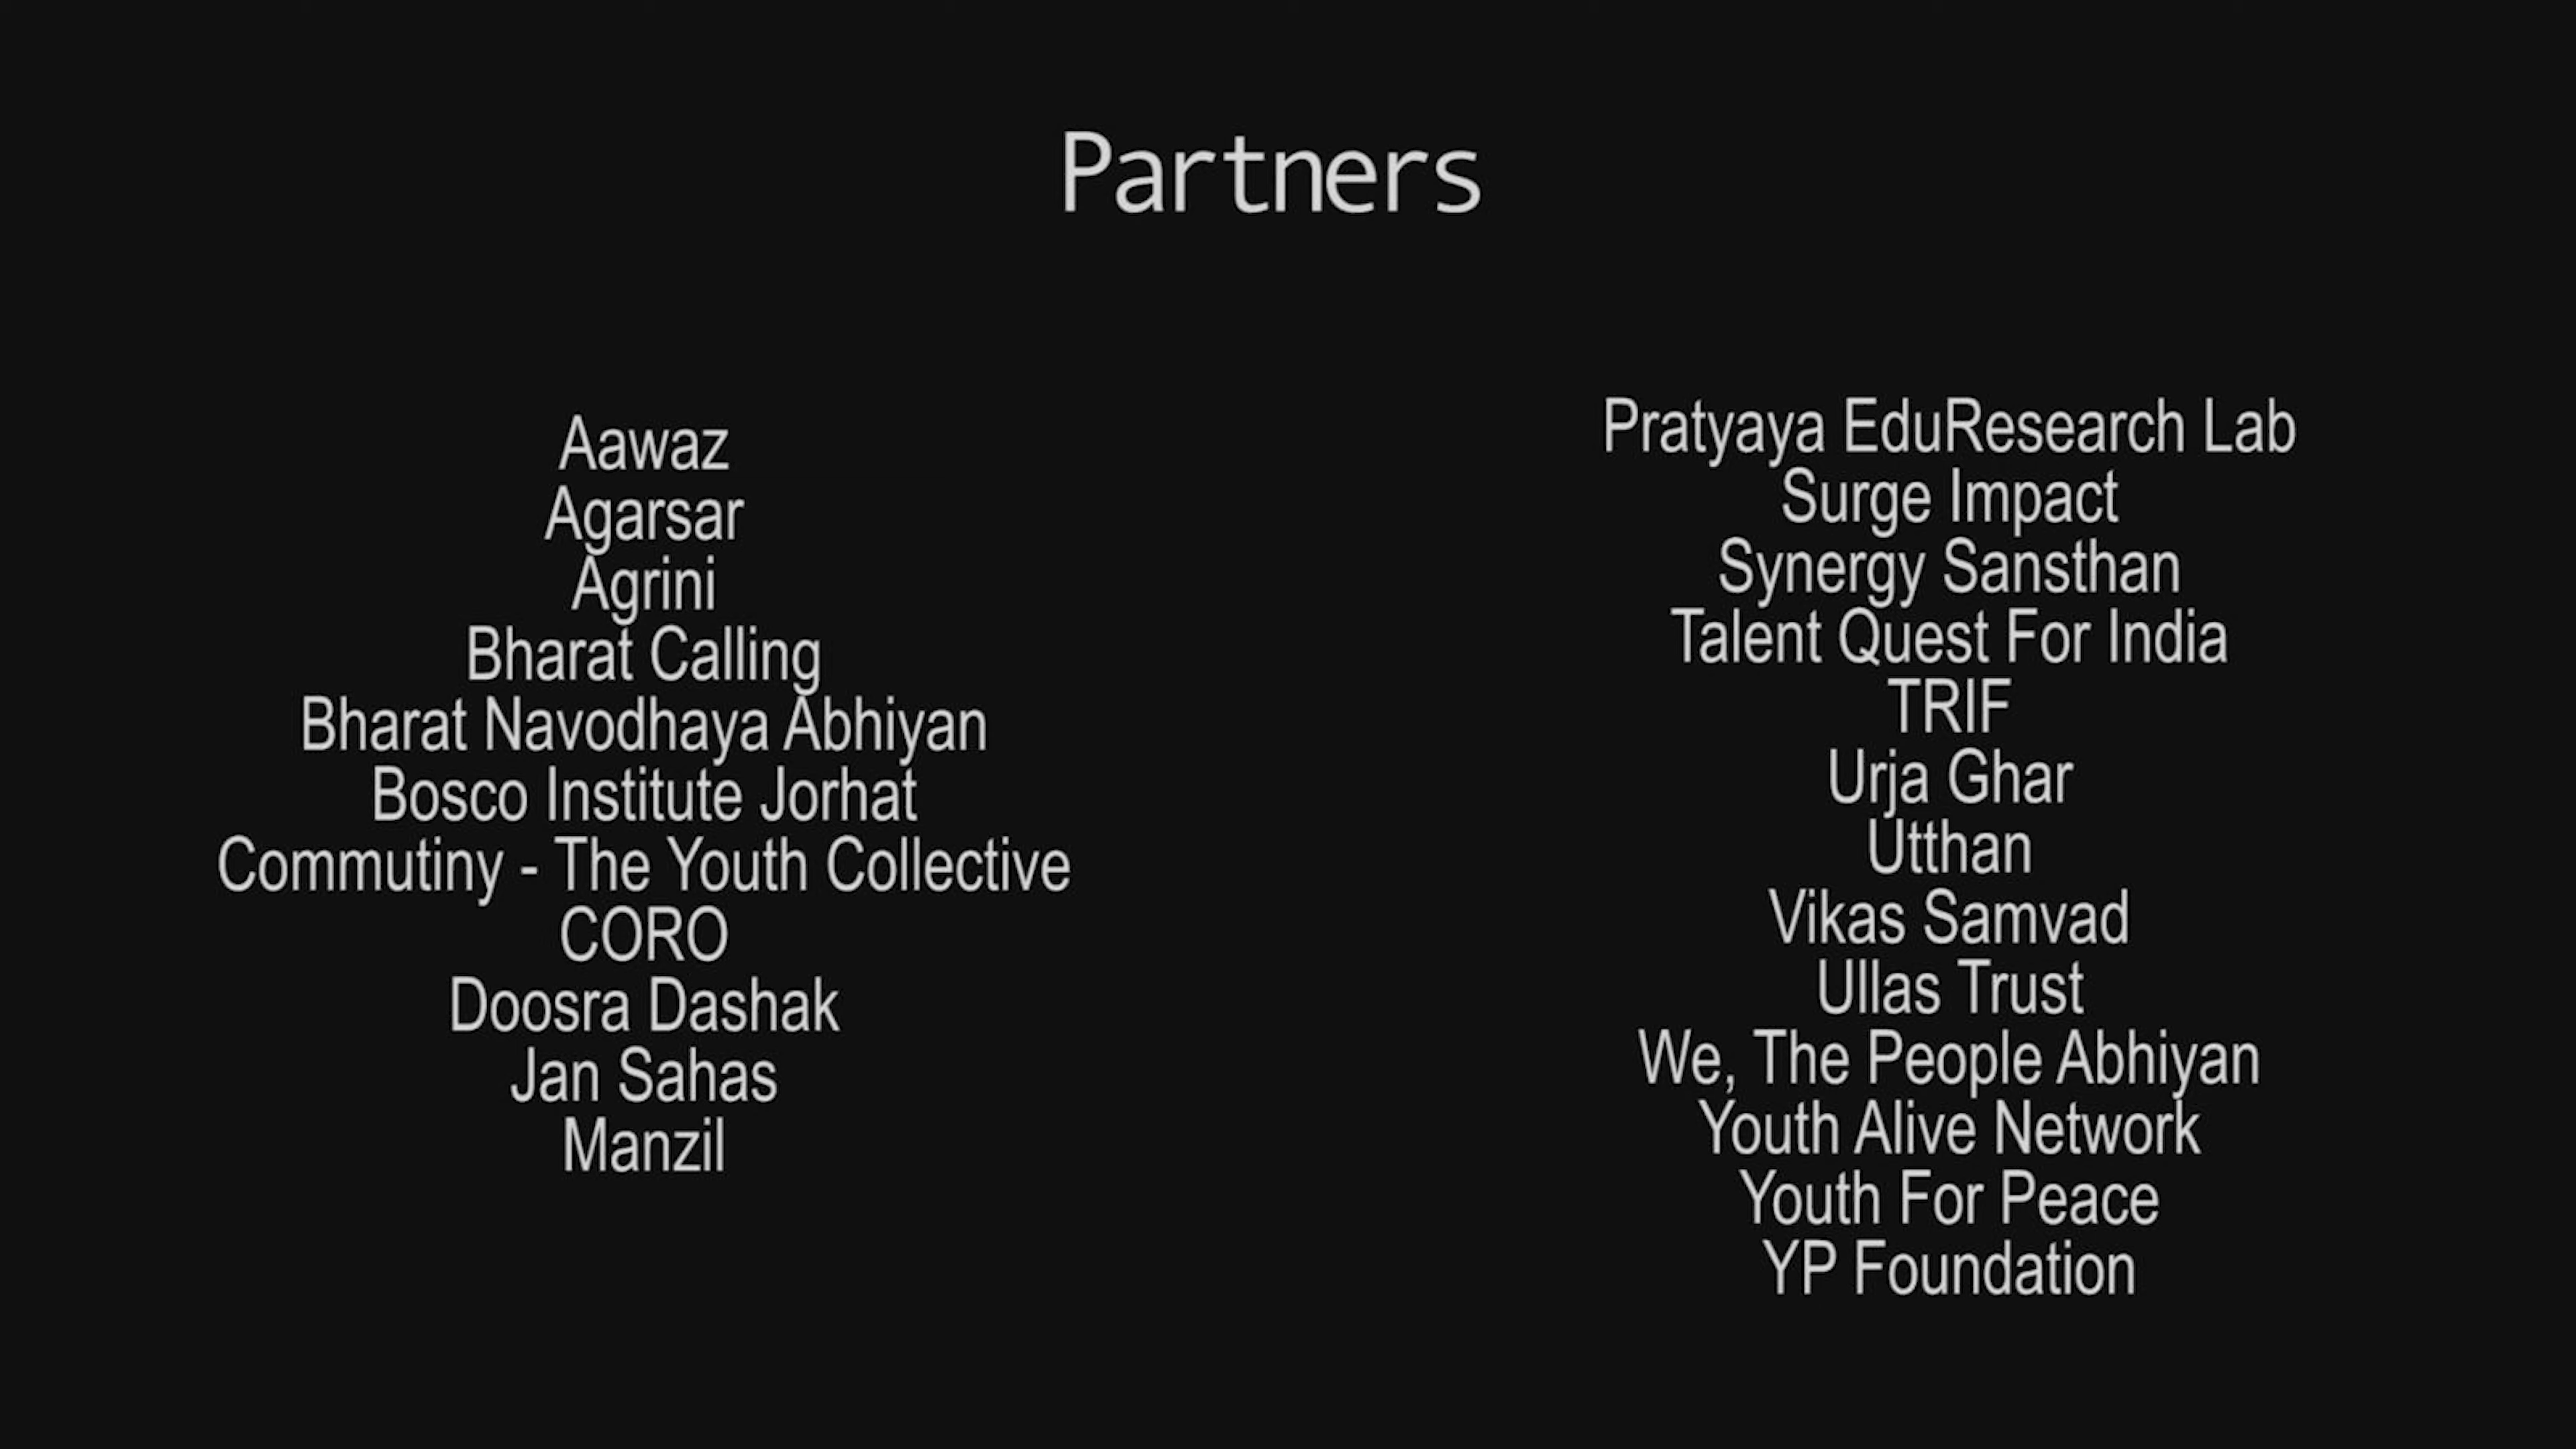 Partners
Aawaz
Agarsar
Agrini
Bharat Calling
Bharat Navodhaya Abhiyan
Bosco Institute Jorhat
Commutiny - The Youth Collective
CORO
Doosra Dashak
Jan Sahas
Manzil
Pratyaya EduResearch Lab
Surge Impact
Synergy Sansthan
Talent Quest For India
TRIF
Urja Ghar
Utthan
Vikas Samvad
Ullas Trust
We, The People Abhiyan
Youth Alive Network
Youth For Peace
YP Foundation